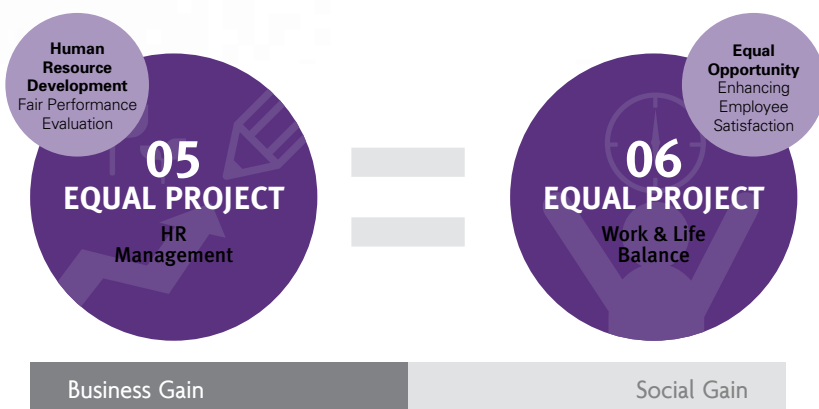 Human
Resource
Development
Fair Performance
Evaluation
05
EQUAL PROJECT
HR
Management
Equal
Opportunity
Enhancing
Employee
Satisfaction
06
EQUAL PROJECT
Work & Life
Balance
Business Gain
Social Gain